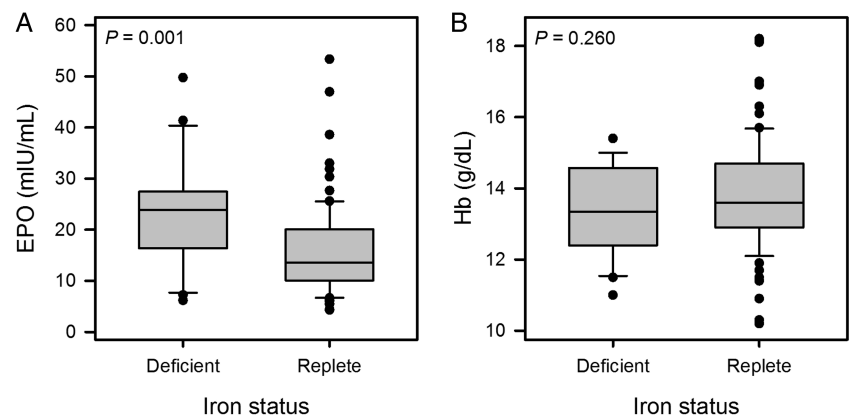 A
P = 0.001
EPO (mIU/mL)
60
50
40
30
20
10
0
Deficient
Replete
Iron status
B
P = 0.260
Hb (g/dL)
18
16
14
12
10
Deficient
Replete
Iron status